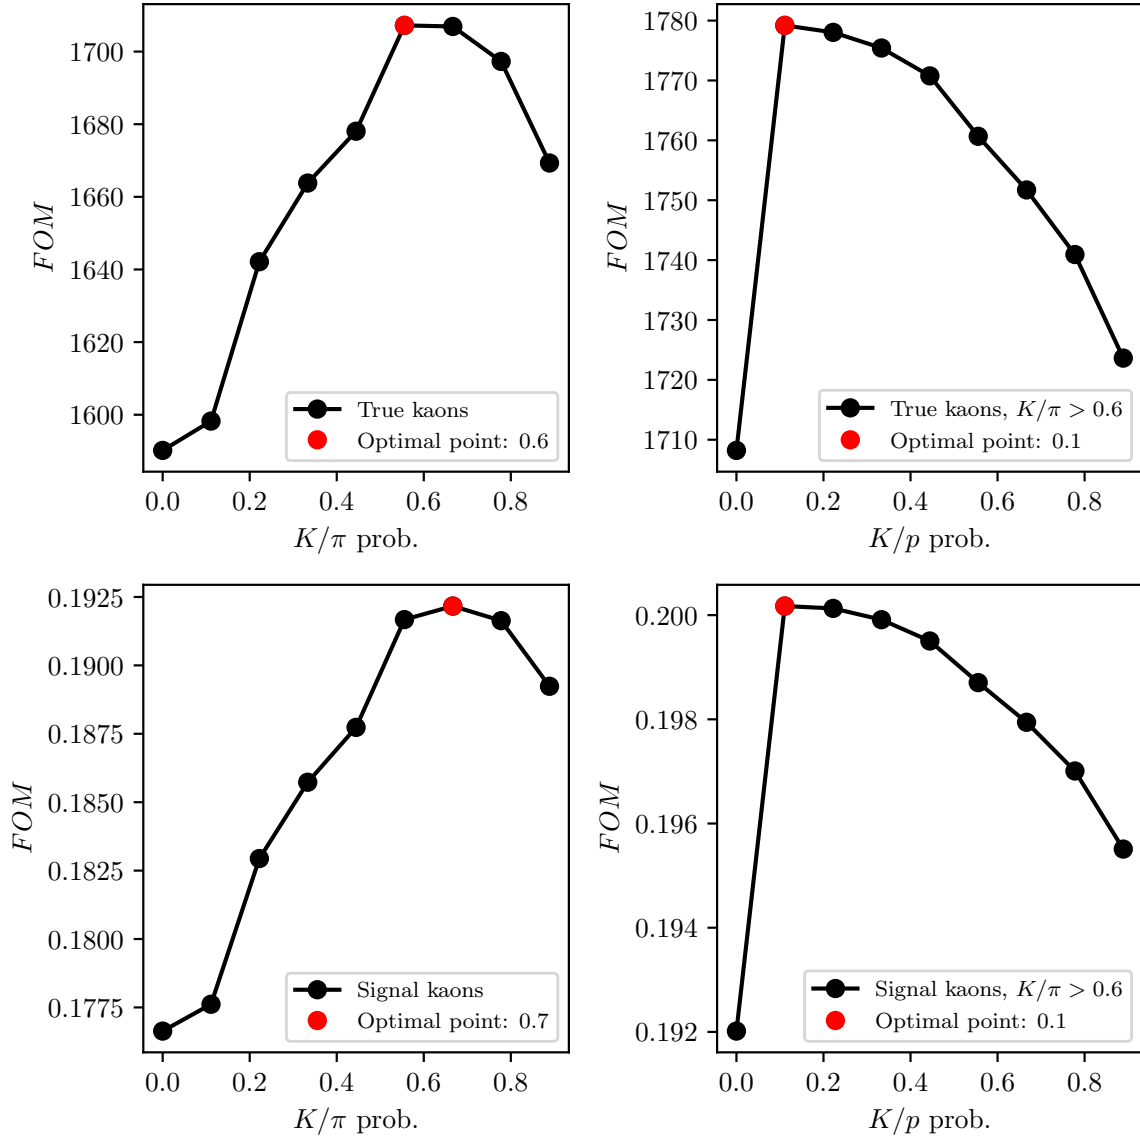 1700
1680
1660
1640
1620
1600
FOM
0.0 0.2 0.4 0.6 0.8
K/π prob.
True kaons
Optimal point: 0.6
1780
1770
1760
1750
1740
1730
1720
1710
FOM
0.0 0.2 0.4 0.6 0.8
K/p prob.
True kaons, K/π > 0.6
Optimal point: 0.1
0.1925
0.1900
0.1875
0.1850
0.1825
0.1800
0.1775
FOM
0.0 0.2 0.4 0.6 0.8
K/π prob.
Signal kaons
Optimal point: 0.7
0.200
0.198
0.196
0.194
0.192
FOM
0.0 0.2 0.4 0.6 0.8
K/p prob.
Signal kaons, K/π > 0.6
Optimal point: 0.1